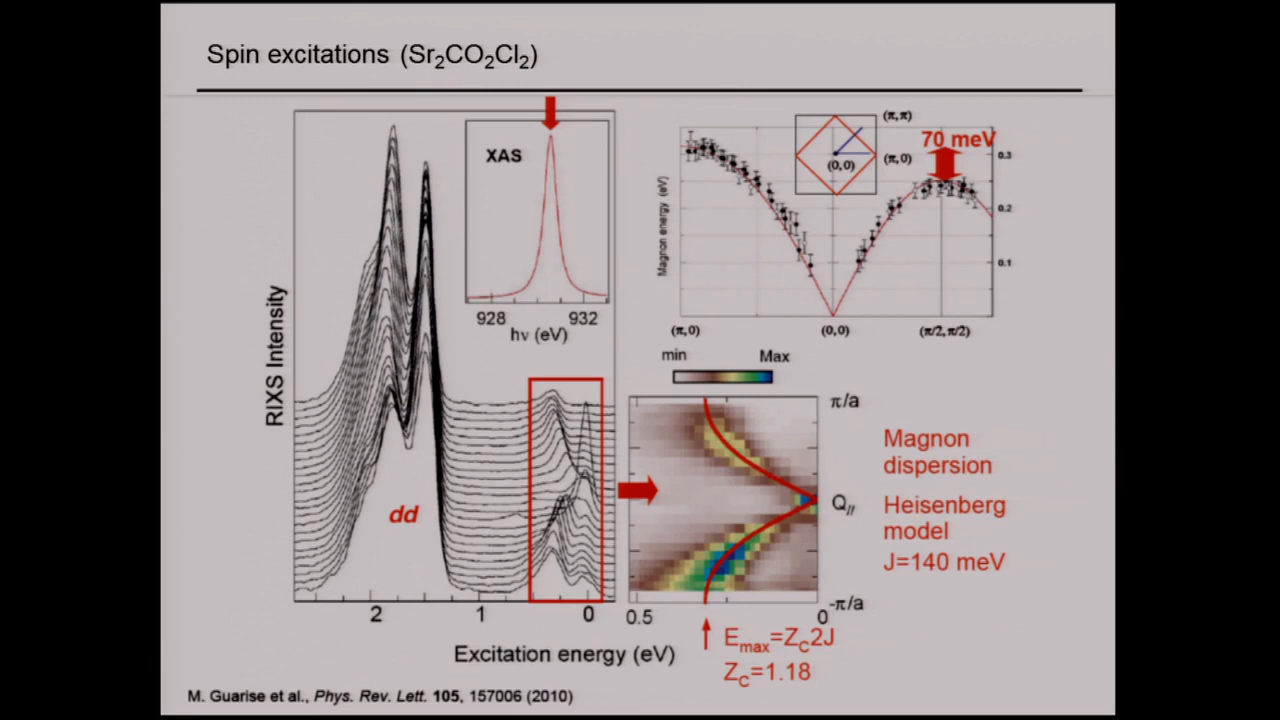 Spin excitations (Sr₂CO₂Cl₂)
XAS
928
932
hν (eV)
RIXS Intensity
dd
2
1
0
Excitation energy (eV)
(π,π)
70 meV
(0,0)
(π,0)
0.3
0.2
0.1
Magnon energy (eV)
(π,0)
(0,0)
(π/2,π/2)
min
Max
π/a
Q//
-π/a
0.5
0
Magnon
dispersion
Heisenberg
model
J=140 meV
Emax=ZC2J
ZC=1.18
M. Guarise et al., Phys. Rev. Lett. 105, 157006 (2010)